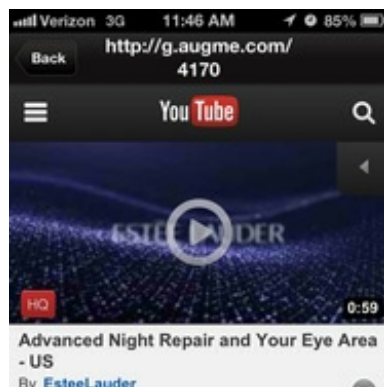 Verizon 3G 11:46 AM 85%
Back
http://g.augme.com/
4170
YouTube
ESTĒE LAUDER
HQ
0:59
Advanced Night Repair and Your Eye Area
- US
By EsteeLauder